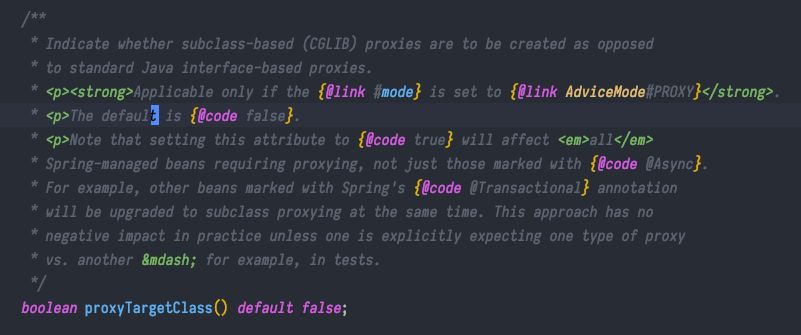 /**
 * Indicate whether subclass-based (CGLIB) proxies are to be created as opposed
 * to standard Java interface-based proxies.
 * <p><strong>Applicable only if the {@link #mode} is set to {@link AdviceMode#PROXY}</strong>.
 * <p>The default is {@code false}.
 * <p>Note that setting this attribute to {@code true} will affect <em>all</em>
 * Spring-managed beans requiring proxying, not just those marked with {@code @Async}.
 * For example, other beans marked with Spring's {@code @Transactional} annotation
 * will be upgraded to subclass proxying at the same time. This approach has no
 * negative impact in practice unless one is explicitly expecting one type of proxy
 * vs. another &mdash; for example, in tests.
 */
boolean proxyTargetClass() default false;